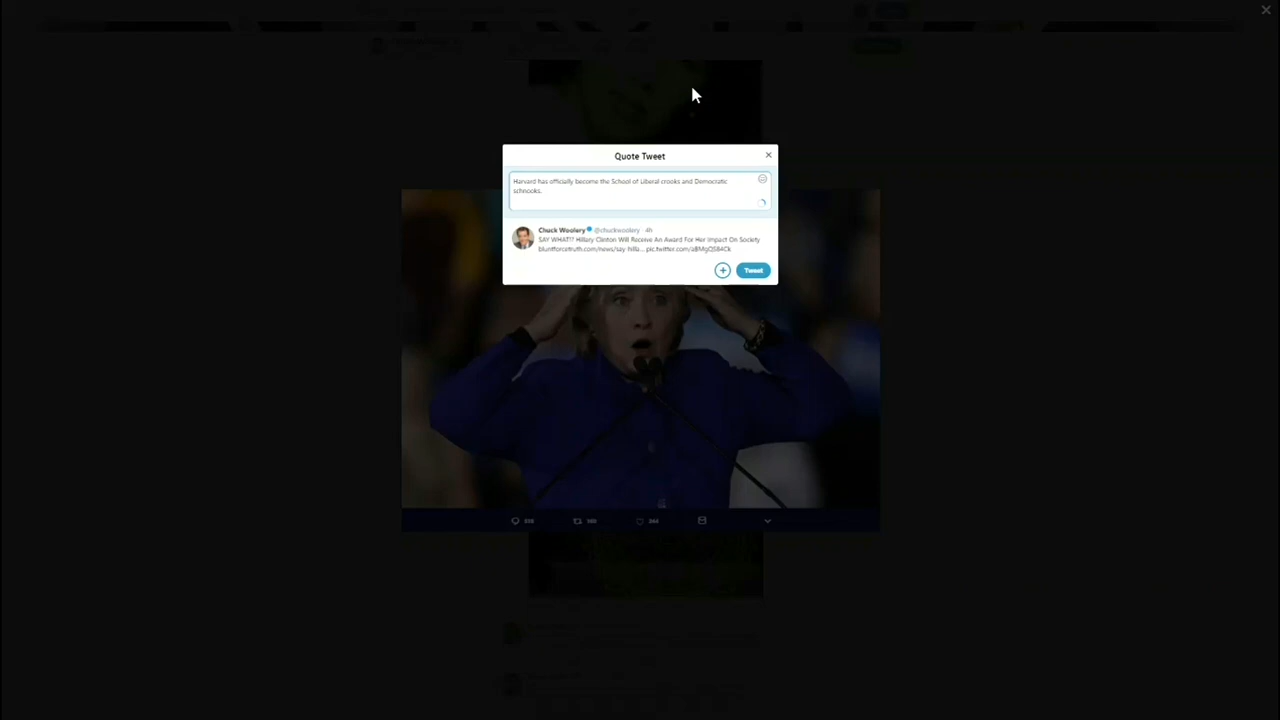 Quote Tweet
Harvard has officially become the School of Liberal crooks and Democratic
schnooks.
Chuck Woolery @chuckwoolery 4h
SAY WHAT!? Hillary Clinton Will Receive An Award For Her Impact On Society
bluntforcetruth.com/news/say-hilla... pic.twitter.com/aBMgQS84Ck
Tweet